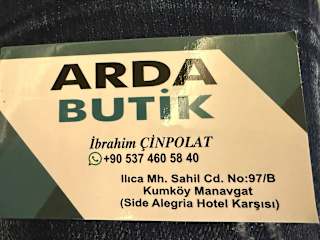 ARDA
BUTİK
İbrahim ÇİNPOLAT
+90 537 460 58 40
Ilıca Mh. Sahil Cd. No:97/B
Kumköy Manavgat
(Side Alegria Hotel Karşısı)